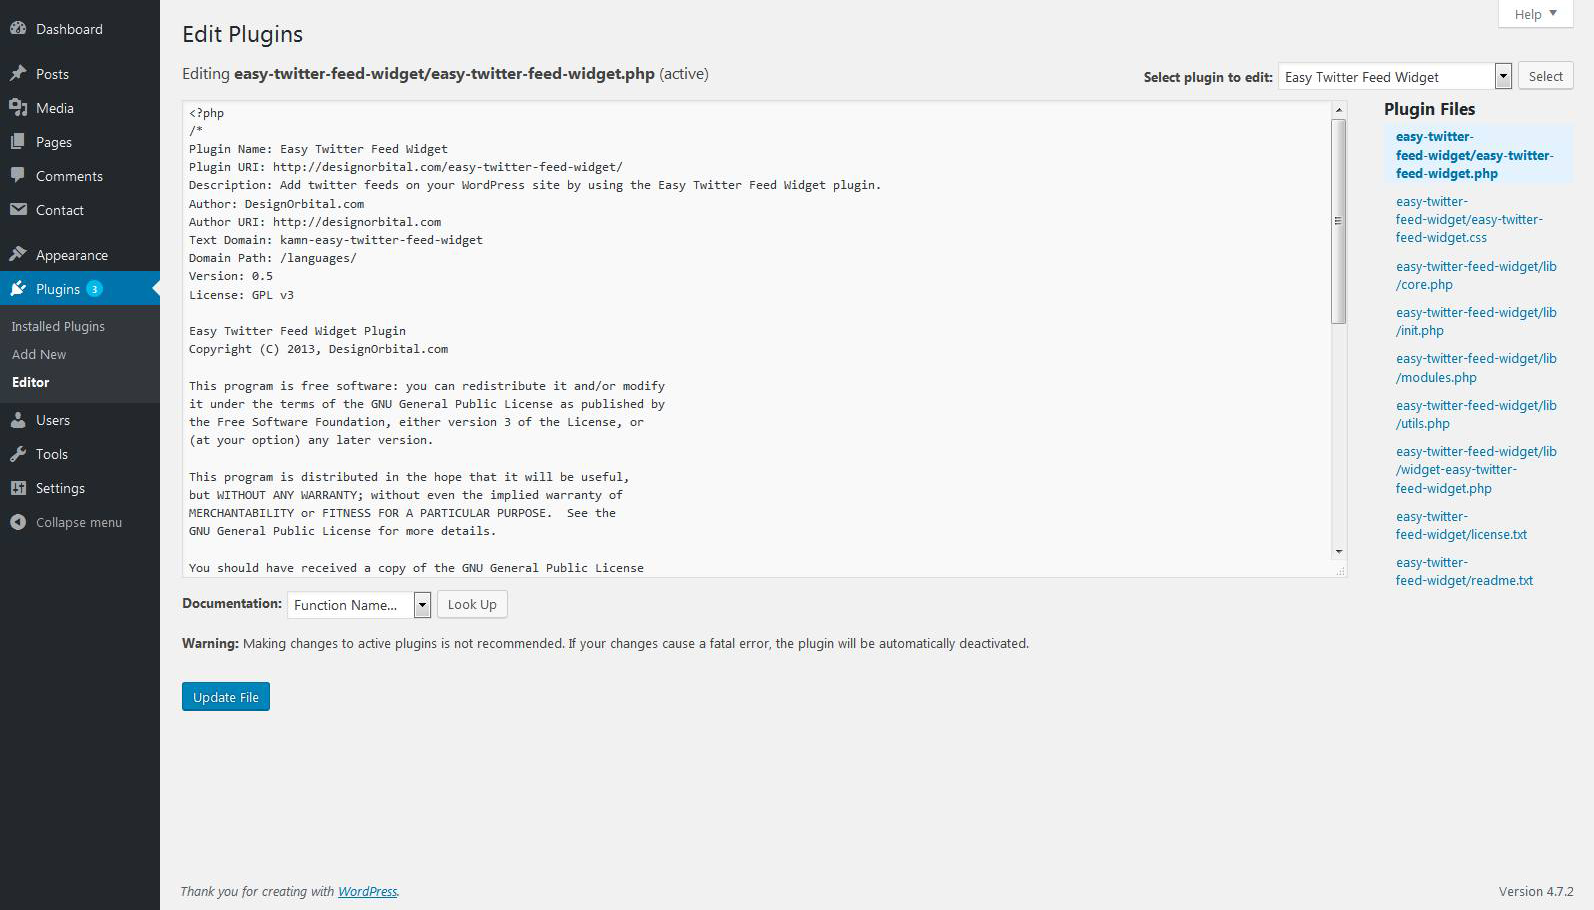 Dashboard
Posts
Media
Pages
Comments
Contact
Appearance
Plugins 3
Installed Plugins
Add New
Editor
Users
Tools
Settings
Collapse menu
Help
Edit Plugins
Editing easy-twitter-feed-widget/easy-twitter-feed-widget.php (active)
Select plugin to edit: Easy Twitter Feed Widget Select
<?php
/*
Plugin Name: Easy Twitter Feed Widget
Plugin URI: http://designorbital.com/easy-twitter-feed-widget/
Description: Add twitter feeds on your WordPress site by using the Easy Twitter Feed Widget plugin.
Author: DesignOrbital.com
Author URI: http://designorbital.com
Text Domain: kamn-easy-twitter-feed-widget
Domain Path: /languages/
Version: 0.5
License: GPL v3
Easy Twitter Feed Widget Plugin
Copyright (C) 2013, DesignOrbital.com
This program is free software: you can redistribute it and/or modify
it under the terms of the GNU General Public License as published by
the Free Software Foundation, either version 3 of the License, or
(at your option) any later version.
This program is distributed in the hope that it will be useful,
but WITHOUT ANY WARRANTY; without even the implied warranty of
MERCHANTABILITY or FITNESS FOR A PARTICULAR PURPOSE.  See the
GNU General Public License for more details.
You should have received a copy of the GNU General Public License
Plugin Files
easy-twitter-
feed-widget/easy-twitter-
feed-widget.php
easy-twitter-
feed-widget/easy-twitter-
feed-widget.css
easy-twitter-feed-widget/lib
/core.php
easy-twitter-feed-widget/lib
/init.php
easy-twitter-feed-widget/lib
/modules.php
easy-twitter-feed-widget/lib
/utils.php
easy-twitter-feed-widget/lib
/widget-easy-twitter-
feed-widget.php
easy-twitter-
feed-widget/license.txt
easy-twitter-
feed-widget/readme.txt
Documentation: Function Name... Look Up
Warning: Making changes to active plugins is not recommended. If your changes cause a fatal error, the plugin will be automatically deactivated.
Update File
Thank you for creating with WordPress.
Version 4.7.2